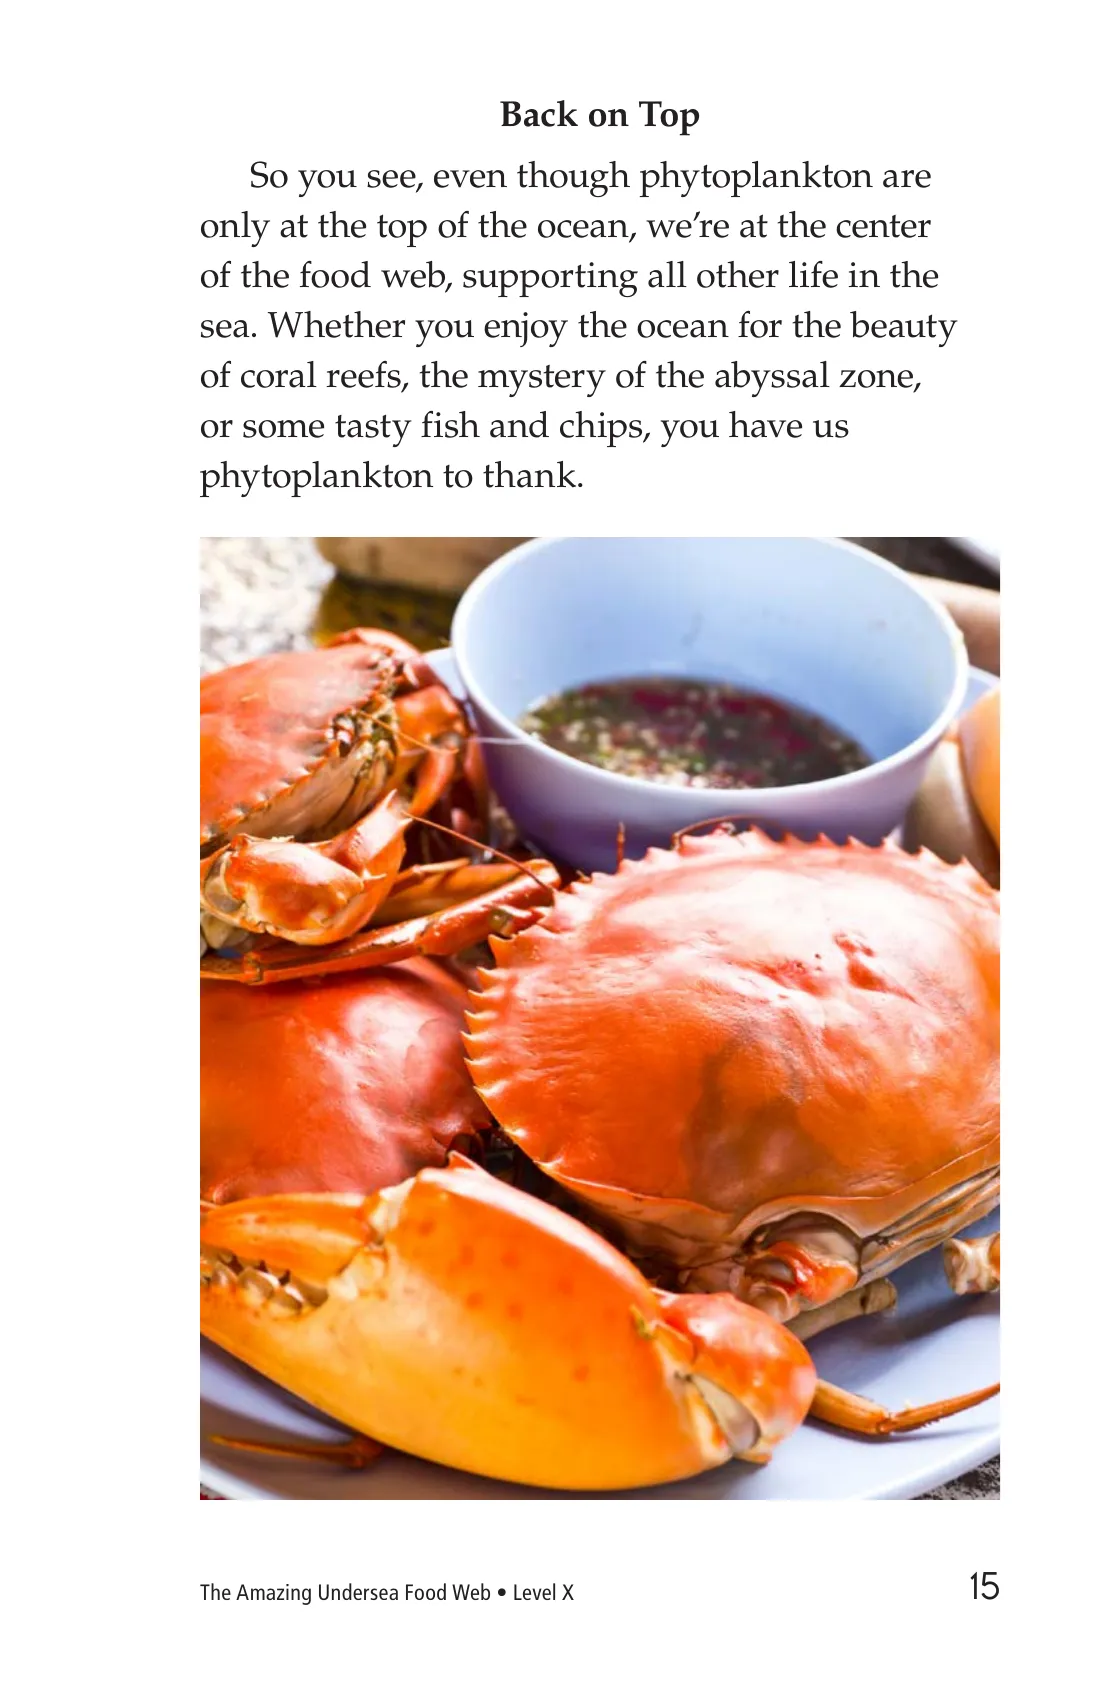 Back on Top
So you see, even though phytoplankton are
only at the top of the ocean, we’re at the center
of the food web, supporting all other life in the
sea. Whether you enjoy the ocean for the beauty
of coral reefs, the mystery of the abyssal zone,
or some tasty fish and chips, you have us
phytoplankton to thank.
The Amazing Undersea Food Web • Level X
15